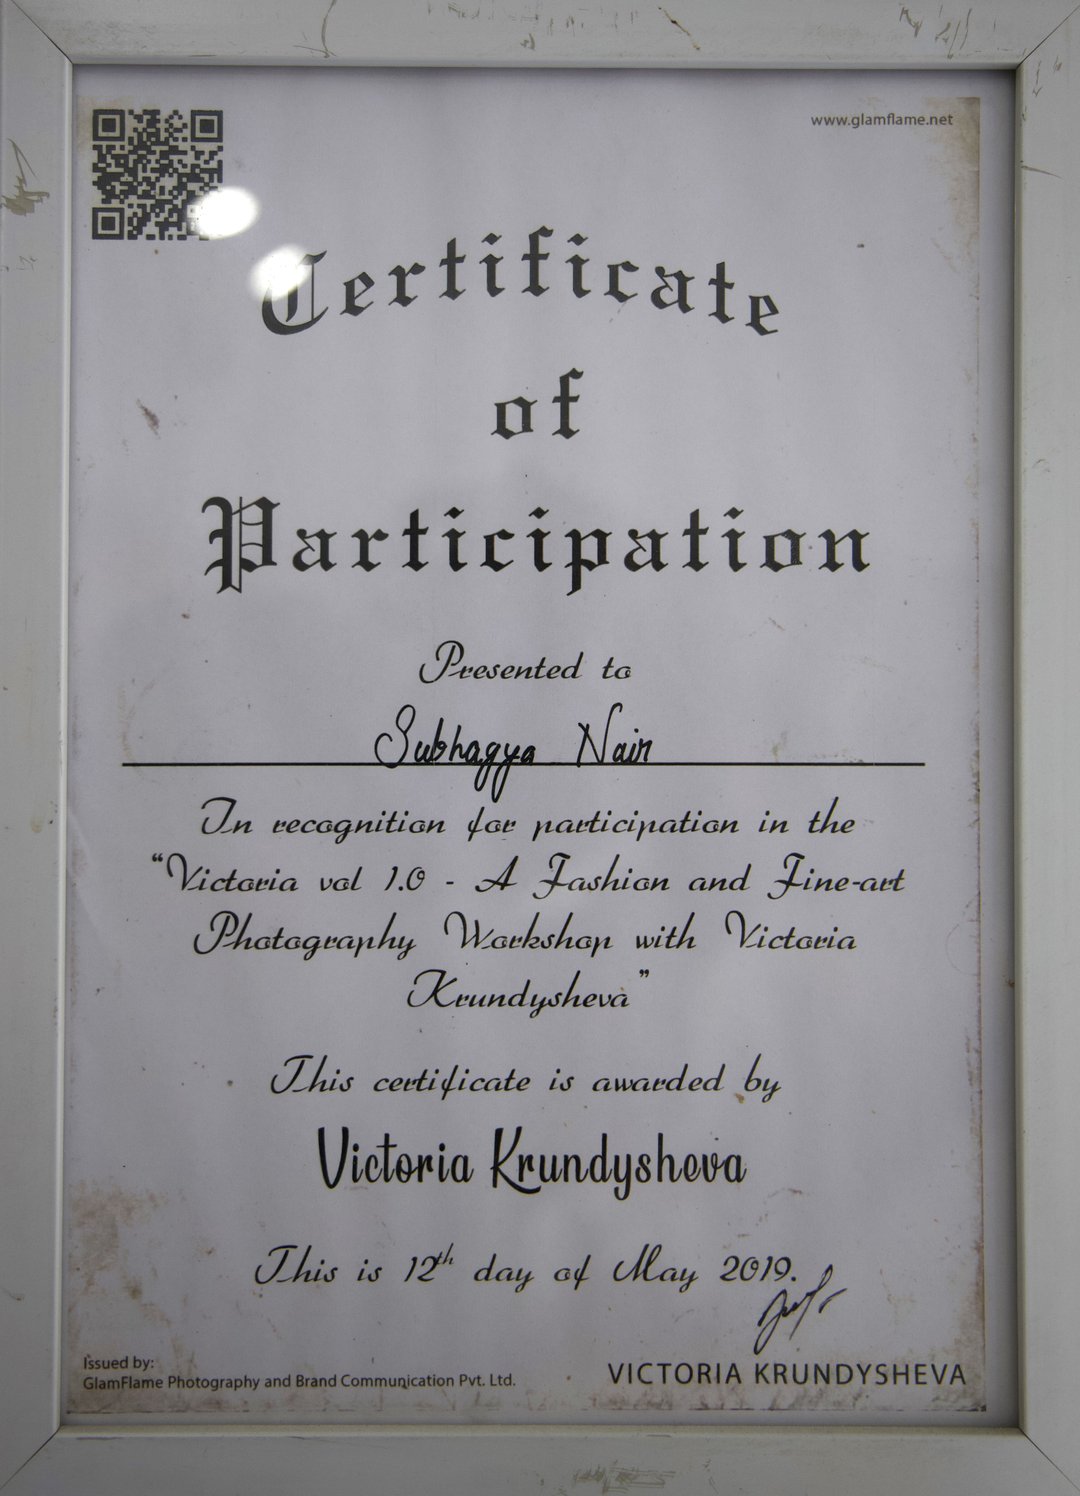 www.glamflame.net
Certificate
of
Participation
Presented to
Subhagya Nair
In recognition for participation in the
“Victoria vol 1.0 - A Fashion and Fine-art
Photography Workshop with Victoria
Krundysheva”
This certificate is awarded by
Victoria Krundysheva
This is 12th day of May 2019.
Issued by:
GlamFlame Photography and Brand Communication Pvt. Ltd.
VICTORIA KRUNDYSHEVA